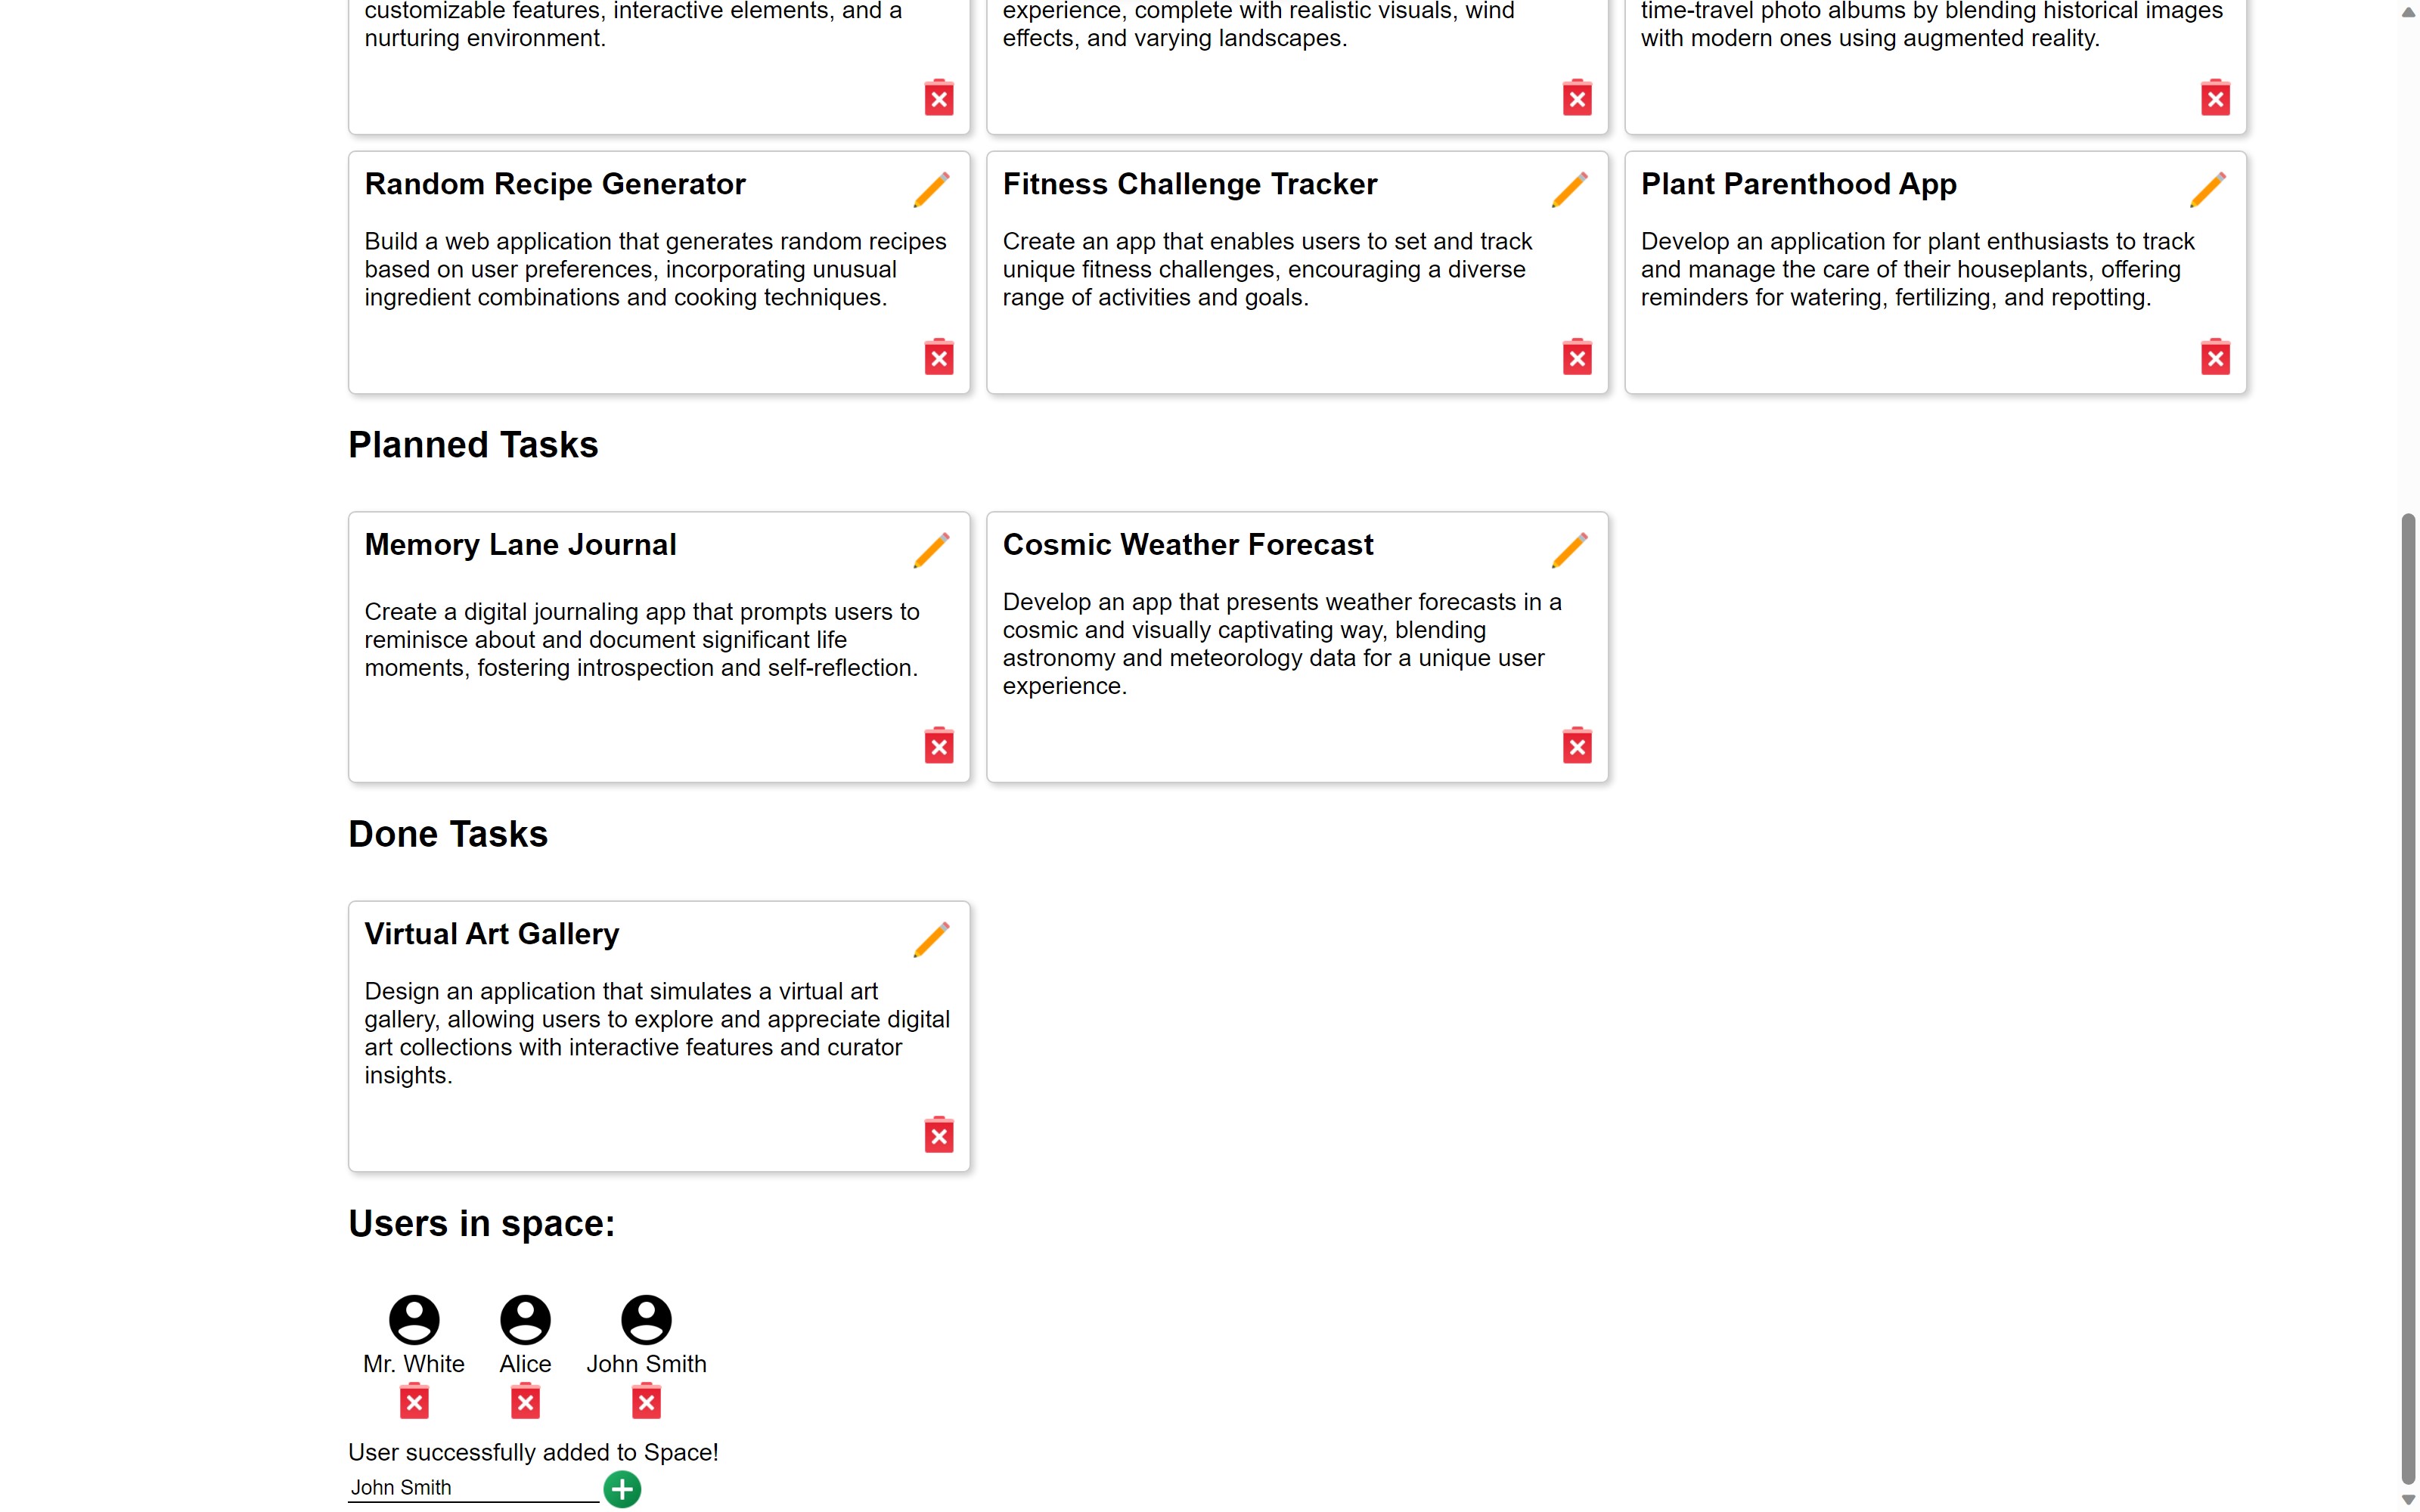 customizable features, interactive elements, and a
nurturing environment.
experience, complete with realistic visuals, wind
effects, and varying landscapes.
time-travel photo albums by blending historical images
with modern ones using augmented reality.
Random Recipe Generator
Build a web application that generates random recipes
based on user preferences, incorporating unusual
ingredient combinations and cooking techniques.
Fitness Challenge Tracker
Create an app that enables users to set and track
unique fitness challenges, encouraging a diverse
range of activities and goals.
Plant Parenthood App
Develop an application for plant enthusiasts to track
and manage the care of their houseplants, offering
reminders for watering, fertilizing, and repotting.
Planned Tasks
Memory Lane Journal
Create a digital journaling app that prompts users to
reminisce about and document significant life
moments, fostering introspection and self-reflection.
Cosmic Weather Forecast
Develop an app that presents weather forecasts in a
cosmic and visually captivating way, blending
astronomy and meteorology data for a unique user
experience.
Done Tasks
Virtual Art Gallery
Design an application that simulates a virtual art
gallery, allowing users to explore and appreciate digital
art collections with interactive features and curator
insights.
Users in space:
Mr. White
Alice
John Smith
User successfully added to Space!
John Smith